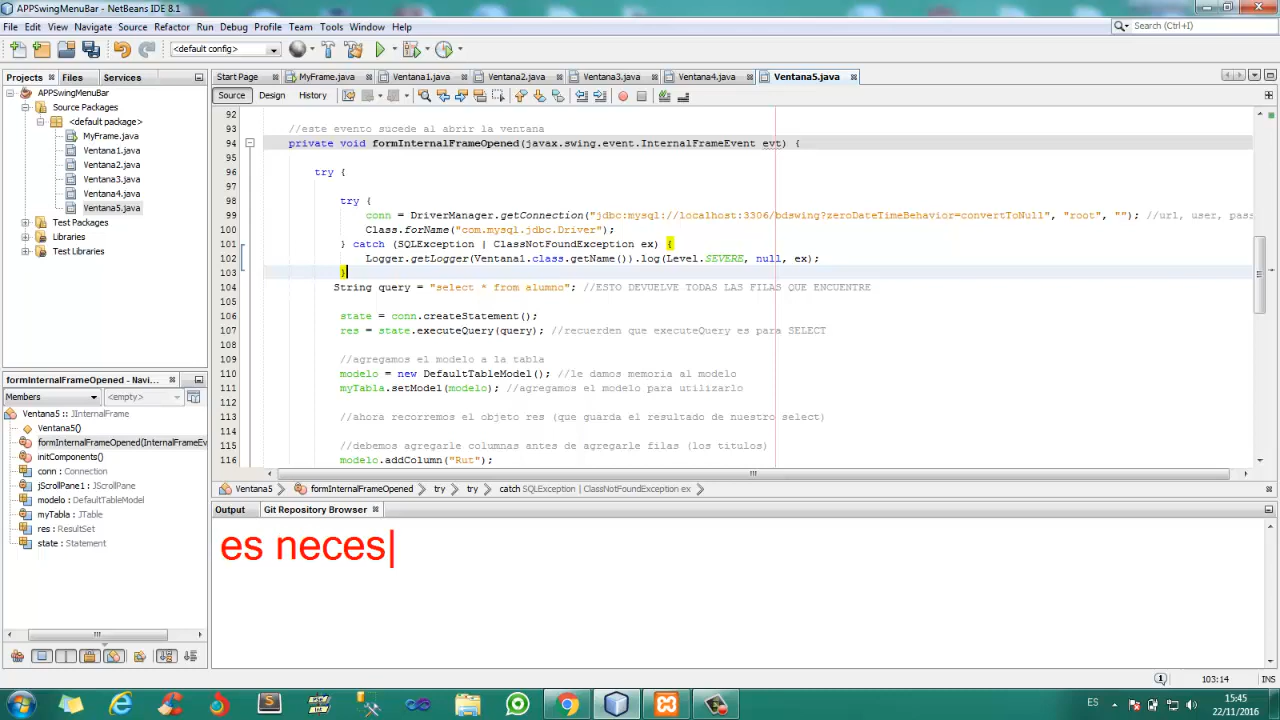 APPSwingMenuBar - NetBeans IDE 8.1
File Edit View Navigate Source Refactor Run Debug Profile Team Tools Window Help
Search (Ctrl+I)
<default config>
Projects Files Services
Start Page MyFrame.java Ventana1.java Ventana2.java Ventana3.java Ventana4.java Ventana5.java
Source Design History
APPSwingMenuBar
Source Packages
<default package>
MyFrame.java
Ventana1.java
Ventana2.java
Ventana3.java
Ventana4.java
Ventana5.java
Test Packages
Libraries
Test Libraries
92
93 //este evento sucede al abrir la ventana
94 private void formInternalFrameOpened(javax.swing.event.InternalFrameEvent evt) {
95
96 try {
97
98 try {
99 conn = DriverManager.getConnection("jdbc:mysql://localhost:3306/bdswing?zeroDateTimeBehavior=convertToNull", "root", ""); //url, user, pass
100 Class.forName("com.mysql.jdbc.Driver");
101 } catch (SQLException | ClassNotFoundException ex) {
102 Logger.getLogger(Ventana1.class.getName()).log(Level.SEVERE, null, ex);
103 }
104 String query = "select * from alumno"; //ESTO DEVUELVE TODAS LAS FILAS QUE ENCUENTRE
105
106 state = conn.createStatement();
107 res = state.executeQuery(query); //recuerden que executeQuery es para SELECT
108
109 //agregamos el modelo a la tabla
110 modelo = new DefaultTableModel(); //le damos memoria al modelo
111 myTabla.setModel(modelo); //agregamos el modelo para utilizarlo
112
113 //ahora recorremos el objeto res (que guarda el resultado de nuestro select)
114
115 //debemos agregarle columnas antes de agregarle filas (los titulos)
116 modelo.addColumn("Rut");
formInternalFrameOpened - Navi...
Members <empty>
Ventana5 :: JInternalFrame
Ventana5()
formInternalFrameOpened(InternalFrameEv
initComponents()
conn : Connection
jScrollPane1 : JScrollPane
modelo : DefaultTableModel
myTabla : JTable
res : ResultSet
state : Statement
Ventana5 formInternalFrameOpened try try catch SQLException | ClassNotFoundException ex
Output Git Repository Browser
es neces
103:14 INS
ES
15:45
22/11/2016